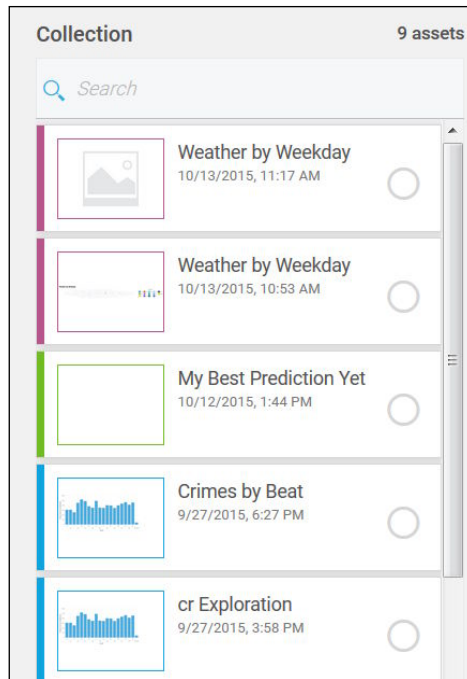 Collection 9 assets
Search
Weather by Weekday
10/13/2015, 11:17 AM
Weather by Weekday
10/13/2015, 10:53 AM
My Best Prediction Yet
10/12/2015, 1:44 PM
Crimes by Beat
9/27/2015, 6:27 PM
cr Exploration
9/27/2015, 3:58 PM